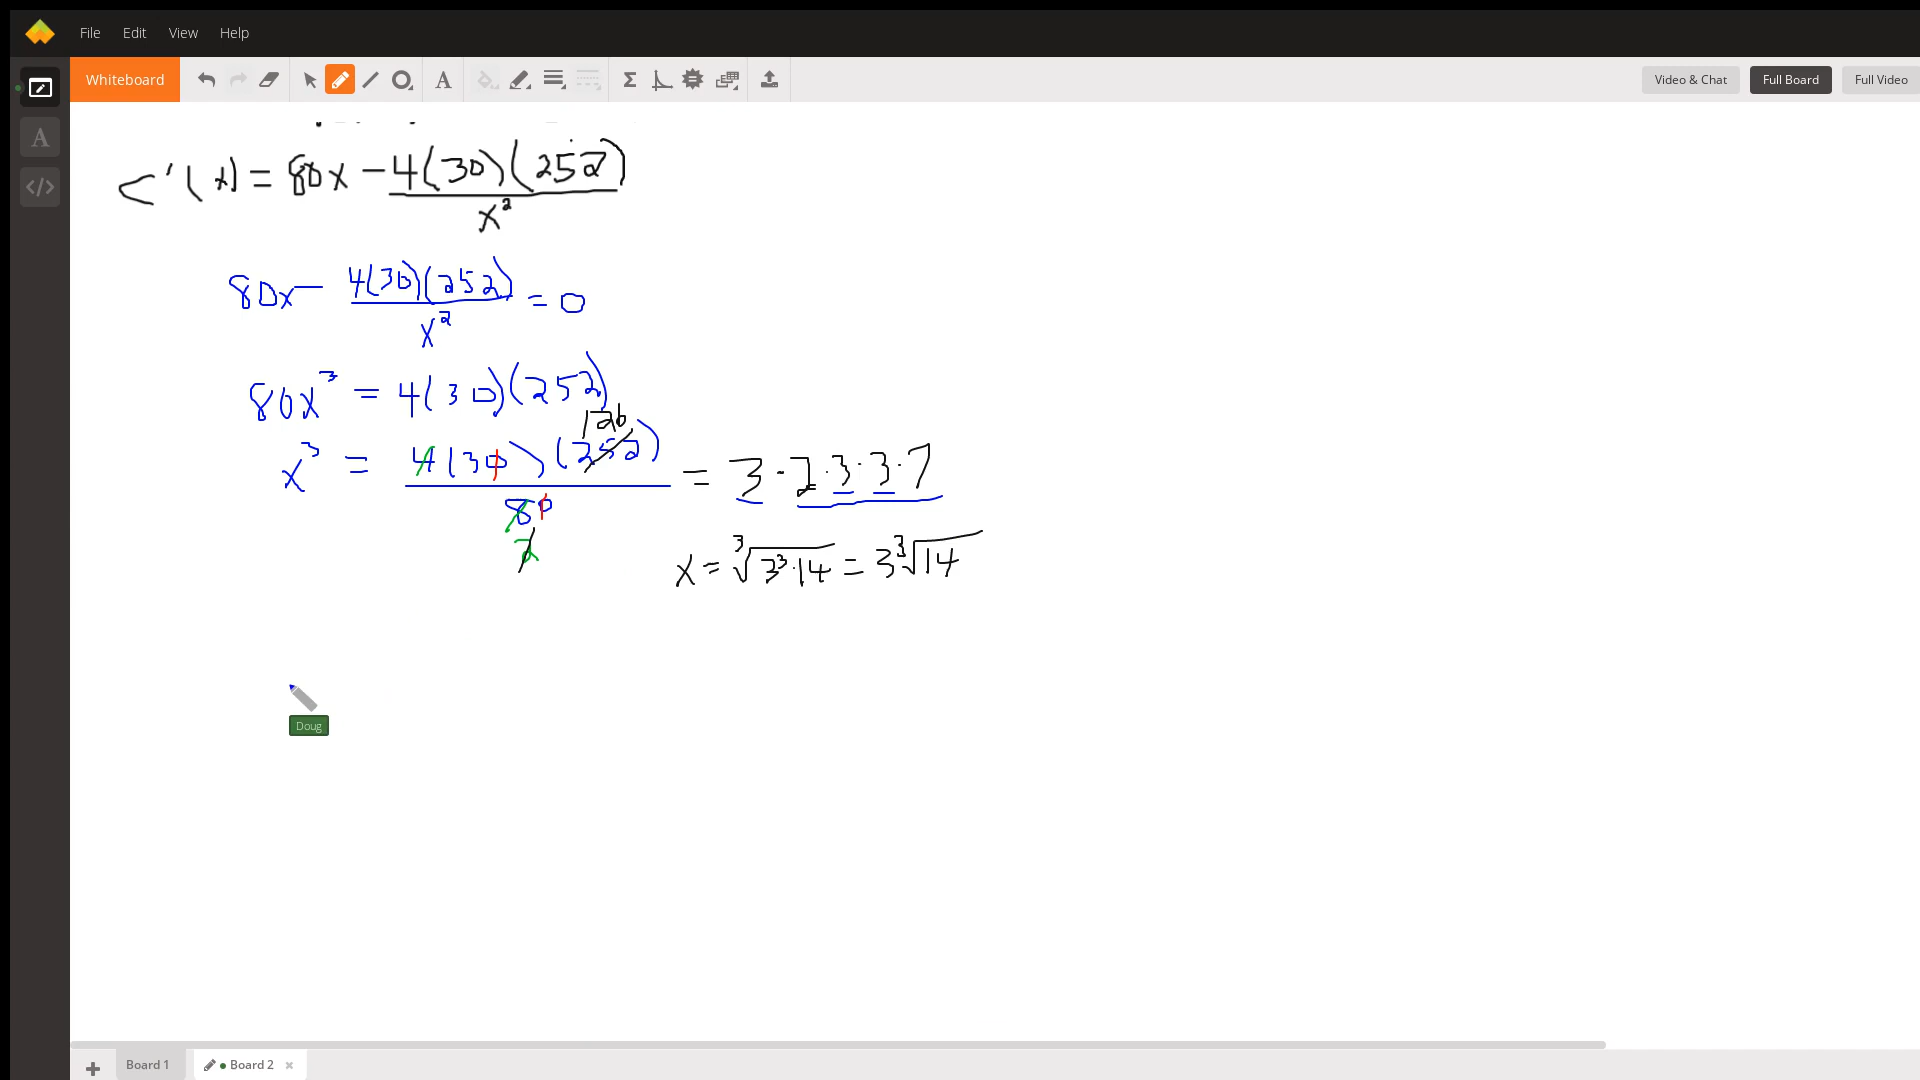 File Edit View Help
Whiteboard
Video & Chat Full Board Full Video
C'(x) = 80x - 4(30)(252)
x²
80x - 4(30)(252) = 0
x²
80x³ = 4(30)(252)
126
x³ = 4(30)(252) = 3 · 2 · 3 · 3 · 7
80
2
x = ³√3³·14 = 3³√14
Doug
Board 1 Board 2